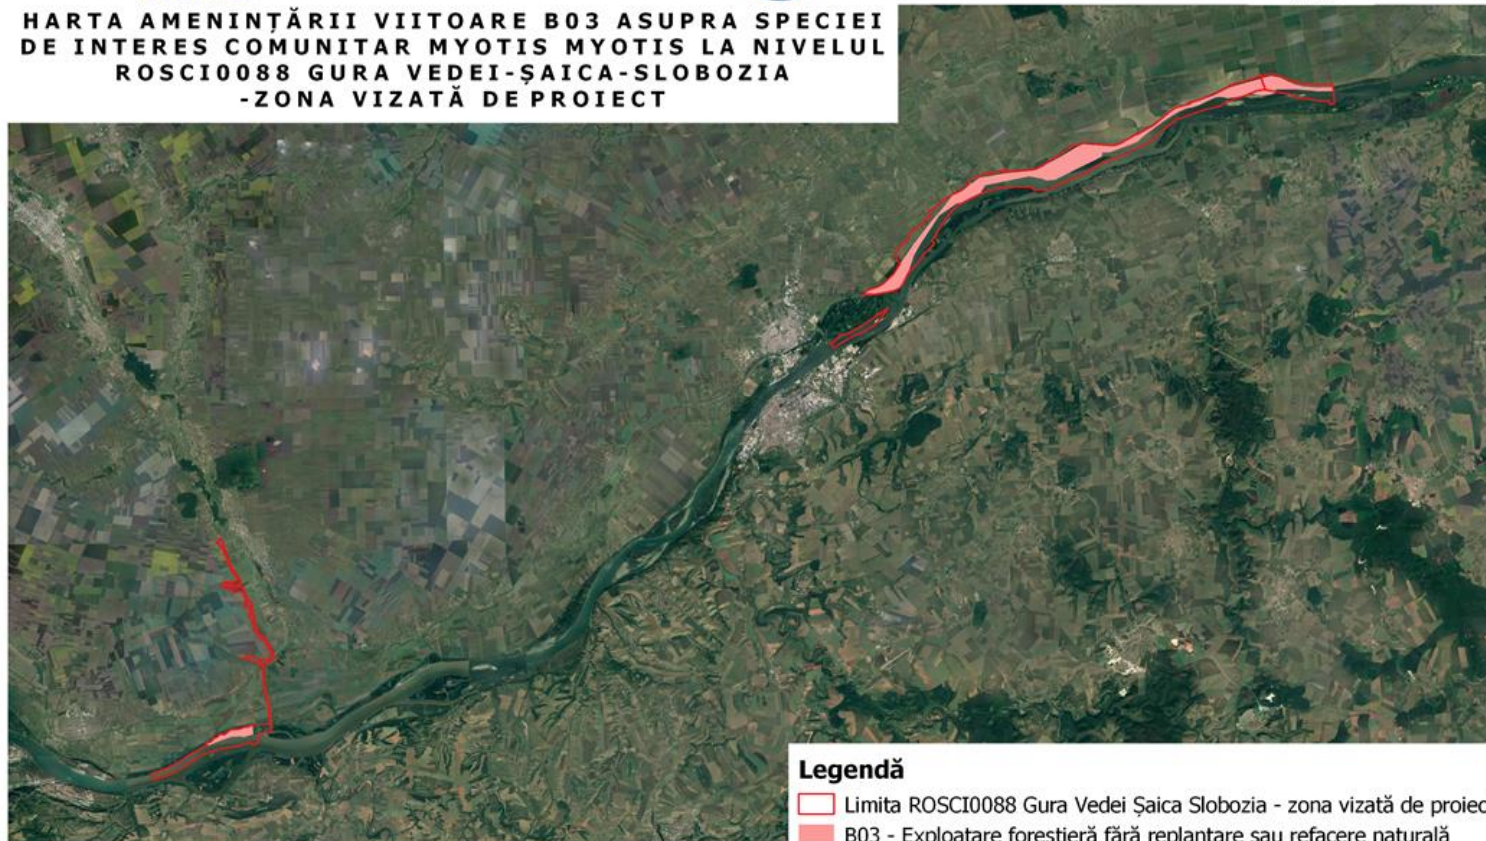 HARTA AMENINȚĂRII VIITOARE B03 ASUPRA SPECIEI
DE INTERES COMUNITAR MYOTIS MYOTIS LA NIVELUL
ROSCI0088 GURA VEDEI-ȘAICA-SLOBOZIA
-ZONA VIZATĂ DE PROIECT
Legendă
Limita ROSCI0088 Gura Vedei Șaica Slobozia - zona vizată de proiec
B03 - Exploatare forestieră fără replantare sau refacere naturală